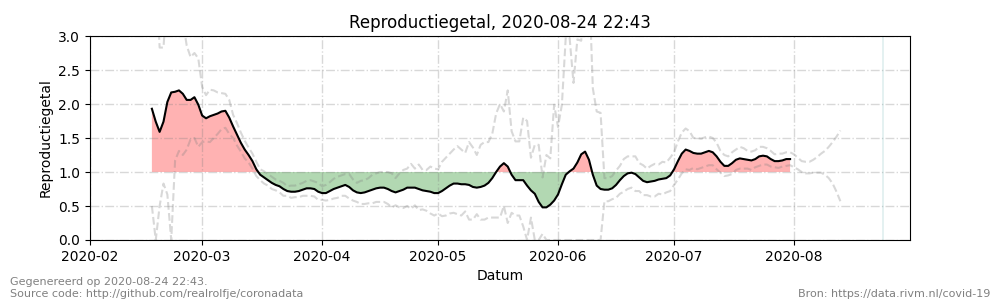 Reproductiegetal, 2020-08-24 22:43
Reproductiegetal
3.0
2.5
2.0
1.5
1.0
0.5
0.0
2020-02 2020-03 2020-04 2020-05 2020-06 2020-07 2020-08
Datum
Gegenereerd op 2020-08-24 22:43.
Source code: http://github.com/realrolfje/coronadata
Bron: https://data.rivm.nl/covid-19